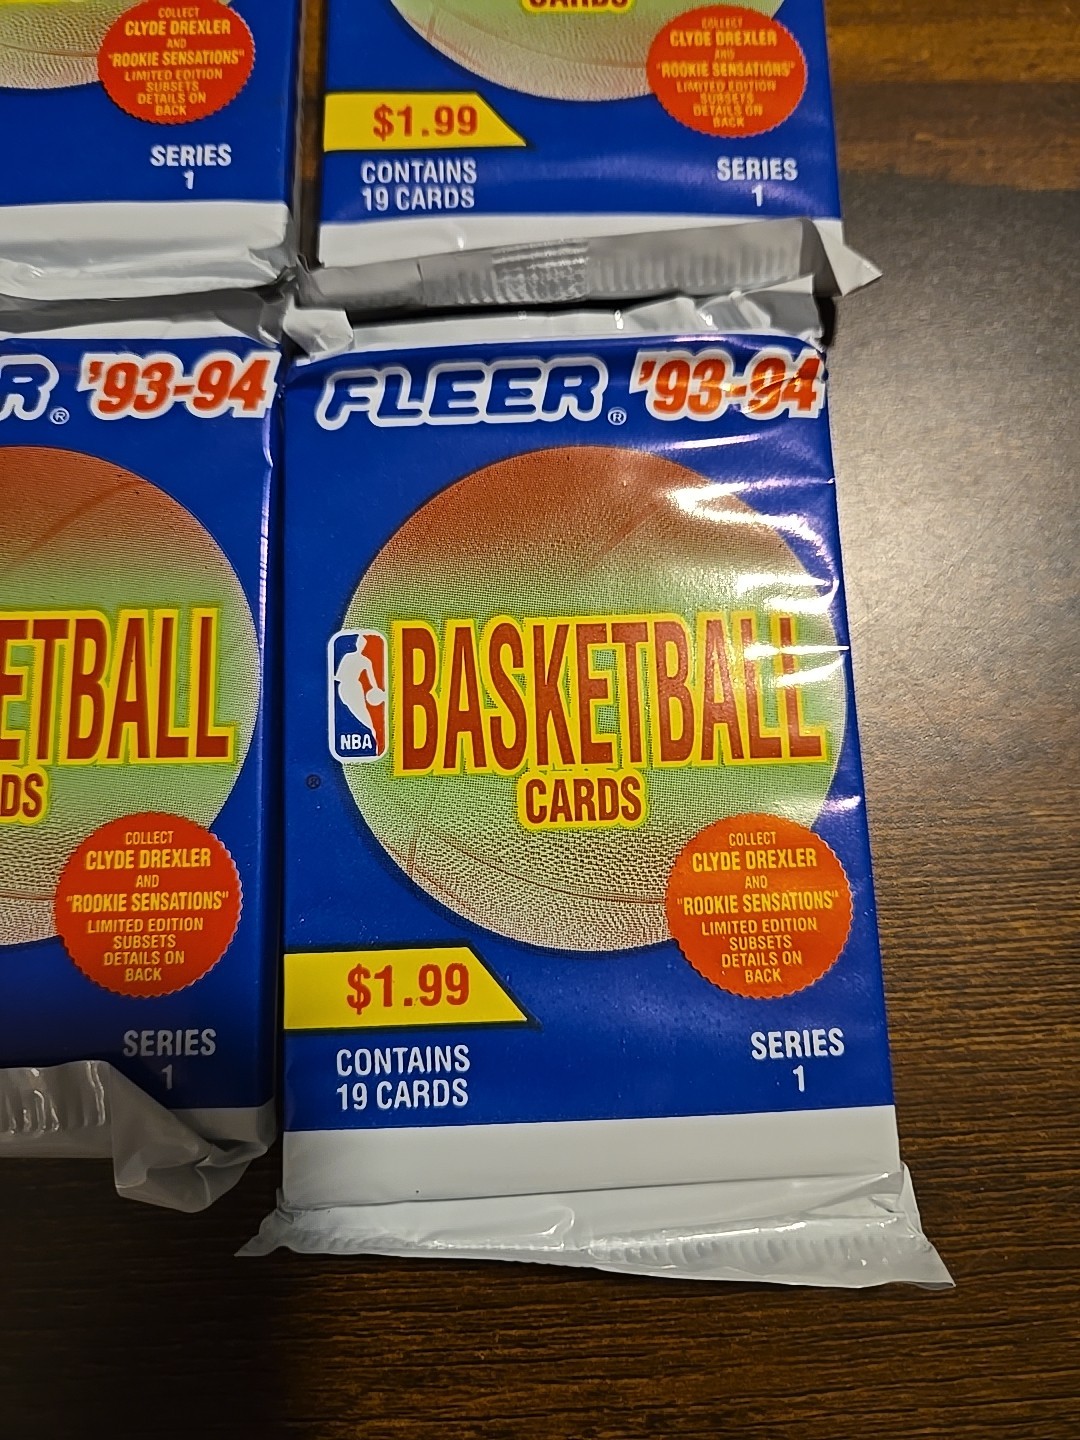 COLLECT
CLYDE DREXLER
AND
"ROOKIE SENSATIONS"
LIMITED EDITION
SUBSETS
DETAILS ON
BACK
SERIES
1
CARDS
COLLECT
CLYDE DREXLER
AND
"ROOKIE SENSATIONS"
LIMITED EDITION
SUBSETS
DETAILS ON
BACK
$1.99
CONTAINS
19 CARDS
SERIES
1
R® '93-94
ETBALL
DS
COLLECT
CLYDE DREXLER
AND
"ROOKIE SENSATIONS"
LIMITED EDITION
SUBSETS
DETAILS ON
BACK
SERIES
1
FLEER® '93-94
NBA
®
BASKETBALL
CARDS
COLLECT
CLYDE DREXLER
AND
"ROOKIE SENSATIONS"
LIMITED EDITION
SUBSETS
DETAILS ON
BACK
$1.99
CONTAINS
19 CARDS
SERIES
1